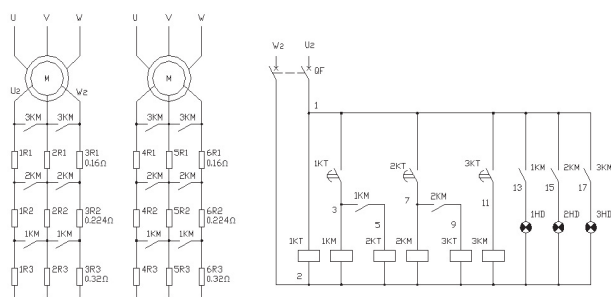 U V W U V W
W2 U2
QF
M M
U2 W2
1
3KM 3KM 3KM 3KM
1R1 2R1 3R1 0.16Ω 4R1 5R1 6R1 0.16Ω
1KT 2KT 3KT 1KM 2KM 3KM
2KM 2KM 2KM 2KM
1KM 2KM 13 15 17
3 7 11
1R2 2R2 3R2 0.224Ω 4R2 5R2 6R2 0.224Ω
5 9 1HD 2HD 3HD
1KM 1KM 1KM 1KM
1KT 1KM 2KT 2KM 3KT 3KM
1R3 2R3 3R3 0.32Ω 4R3 5R3 6R3 0.32Ω
2